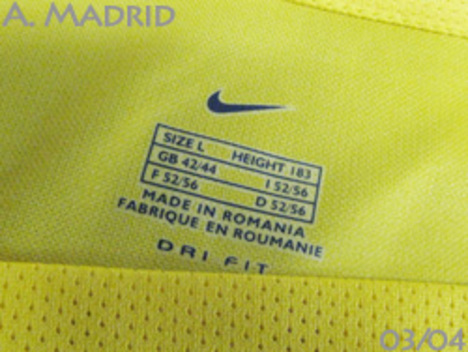 A. MADRID
SIZE L HEIGHT 183
GB 42/44 I 52/56
F 52/56 D 52/56
MADE IN ROMANIA
FABRIQUE EN ROUMANIE
DRI FIT
03/04